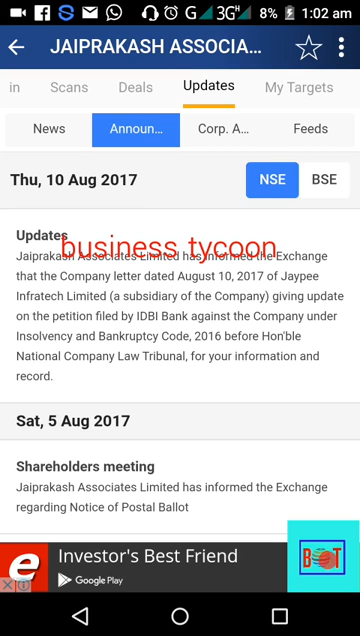 G 3G H 8% 1:02 am
JAIPRAKASH ASSOCIA...
in Scans Deals Updates My Targets
News Announ... Corp. A... Feeds
Thu, 10 Aug 2017 NSE BSE
Updates
business tycoon
Jaiprakash Associates Limited has informed the Exchange
that the Company letter dated August 10, 2017 of Jaypee
Infratech Limited (a subsidiary of the Company) giving update
on the petition filed by IDBI Bank against the Company under
Insolvency and Bankruptcy Code, 2016 before Hon'ble
National Company Law Tribunal, for your information and
record.
Sat, 5 Aug 2017
Shareholders meeting
Jaiprakash Associates Limited has informed the Exchange
regarding Notice of Postal Ballot
e Investor's Best Friend
Google Play
B T